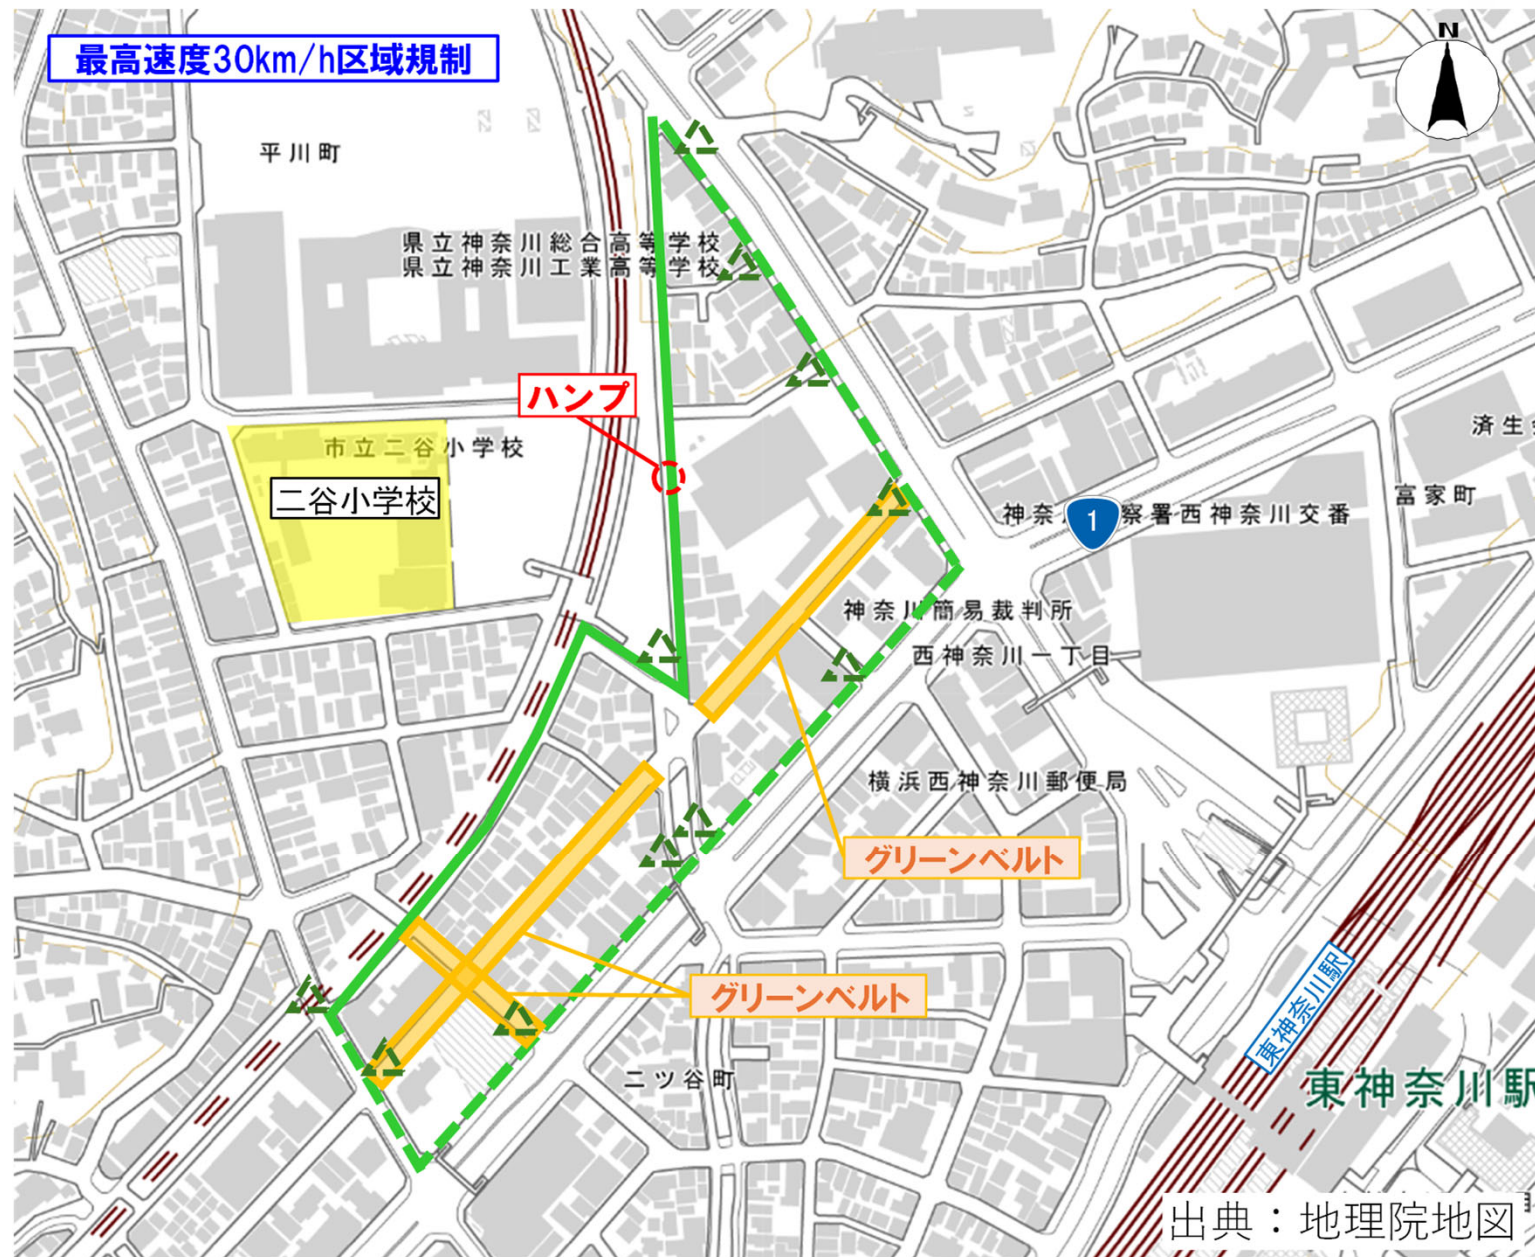 N
最高速度30km/h区域規制
平川町
県立神奈川総合高等学校
県立神奈川工業高等学校
ハンプ
市立二谷小学校
二谷小学校
済生
富家町
神奈
1
察署西神奈川交番
神奈川簡易裁判所
西神奈川一丁目
横浜西神奈川郵便局
グリーンベルト
グリーンベルト
東神奈川駅
二ツ谷町
東神奈川駅
出典：地理院地図